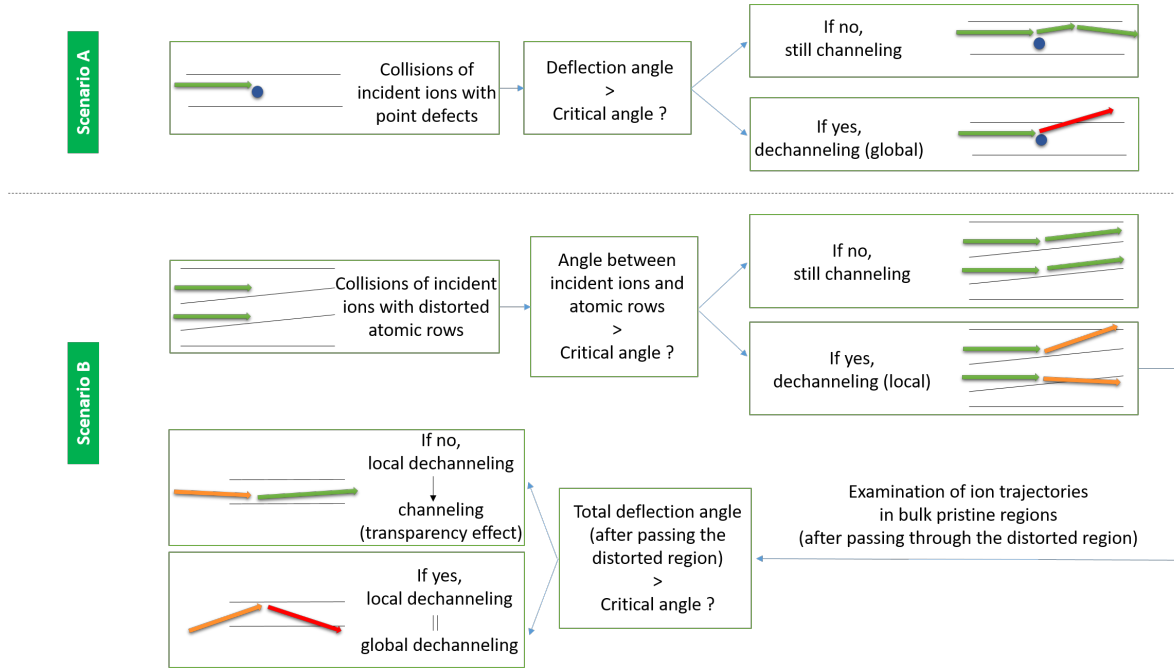 Scenario A
Collisions of
incident ions with
point defects
Deflection angle
>
Critical angle ?
If no,
still channeling
If yes,
dechanneling (global)
Scenario B
Collisions of incident
ions with distorted
atomic rows
Angle between
incident ions and
atomic rows
>
Critical angle ?
If no,
still channeling
If yes,
dechanneling (local)
Examination of ion trajectories
in bulk pristine regions
(after passing through the distorted region)
Total deflection angle
(after passing the
distorted region)
>
Critical angle ?
If no,
local dechanneling
channeling
(transparency effect)
If yes,
local dechanneling
||
global dechanneling